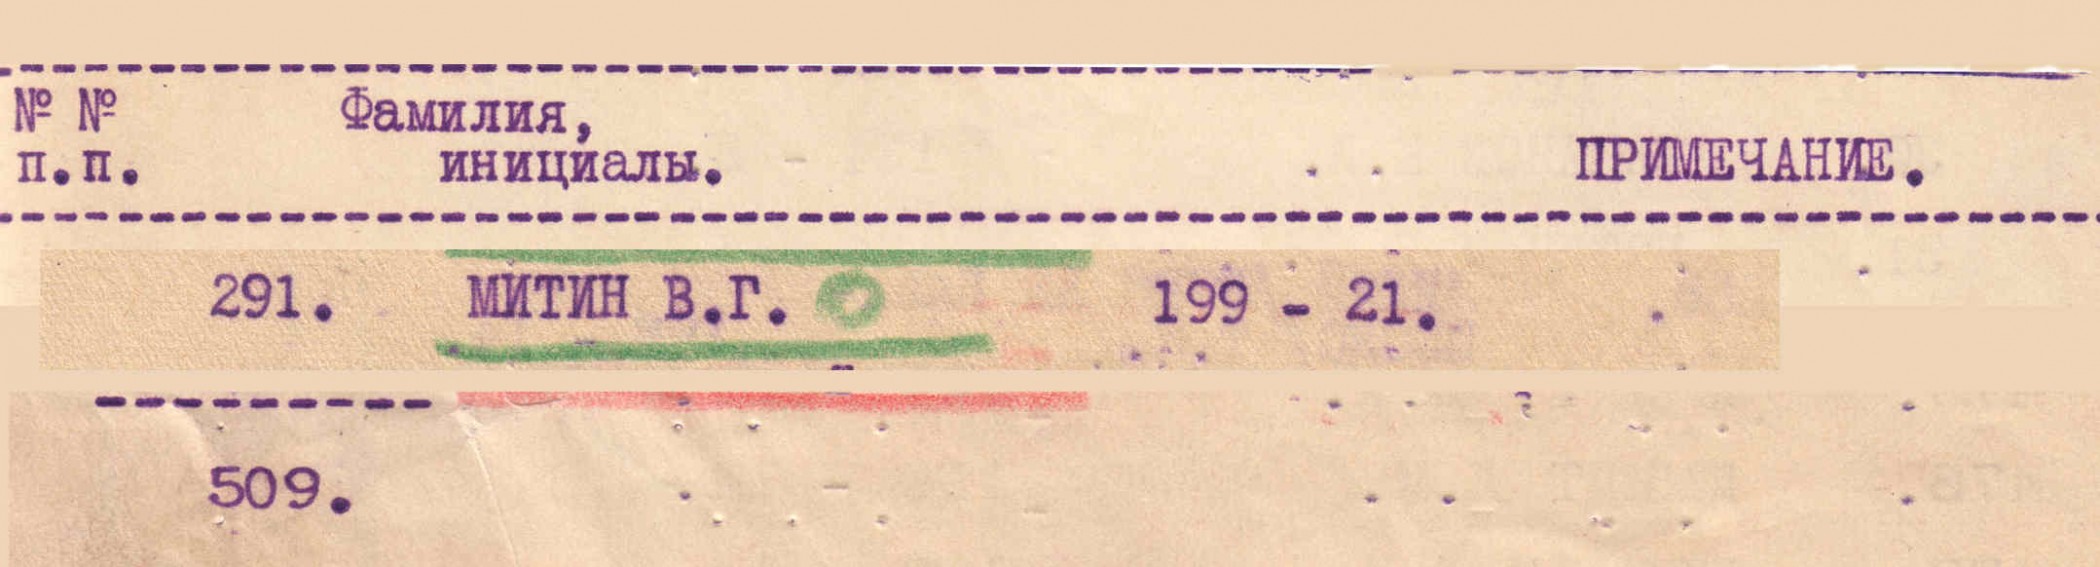 № № Фамилия,
п.п. инициалы. ПРИМЕЧАНИЕ.
291. МИТИН В.Г. 199 - 21.
509.